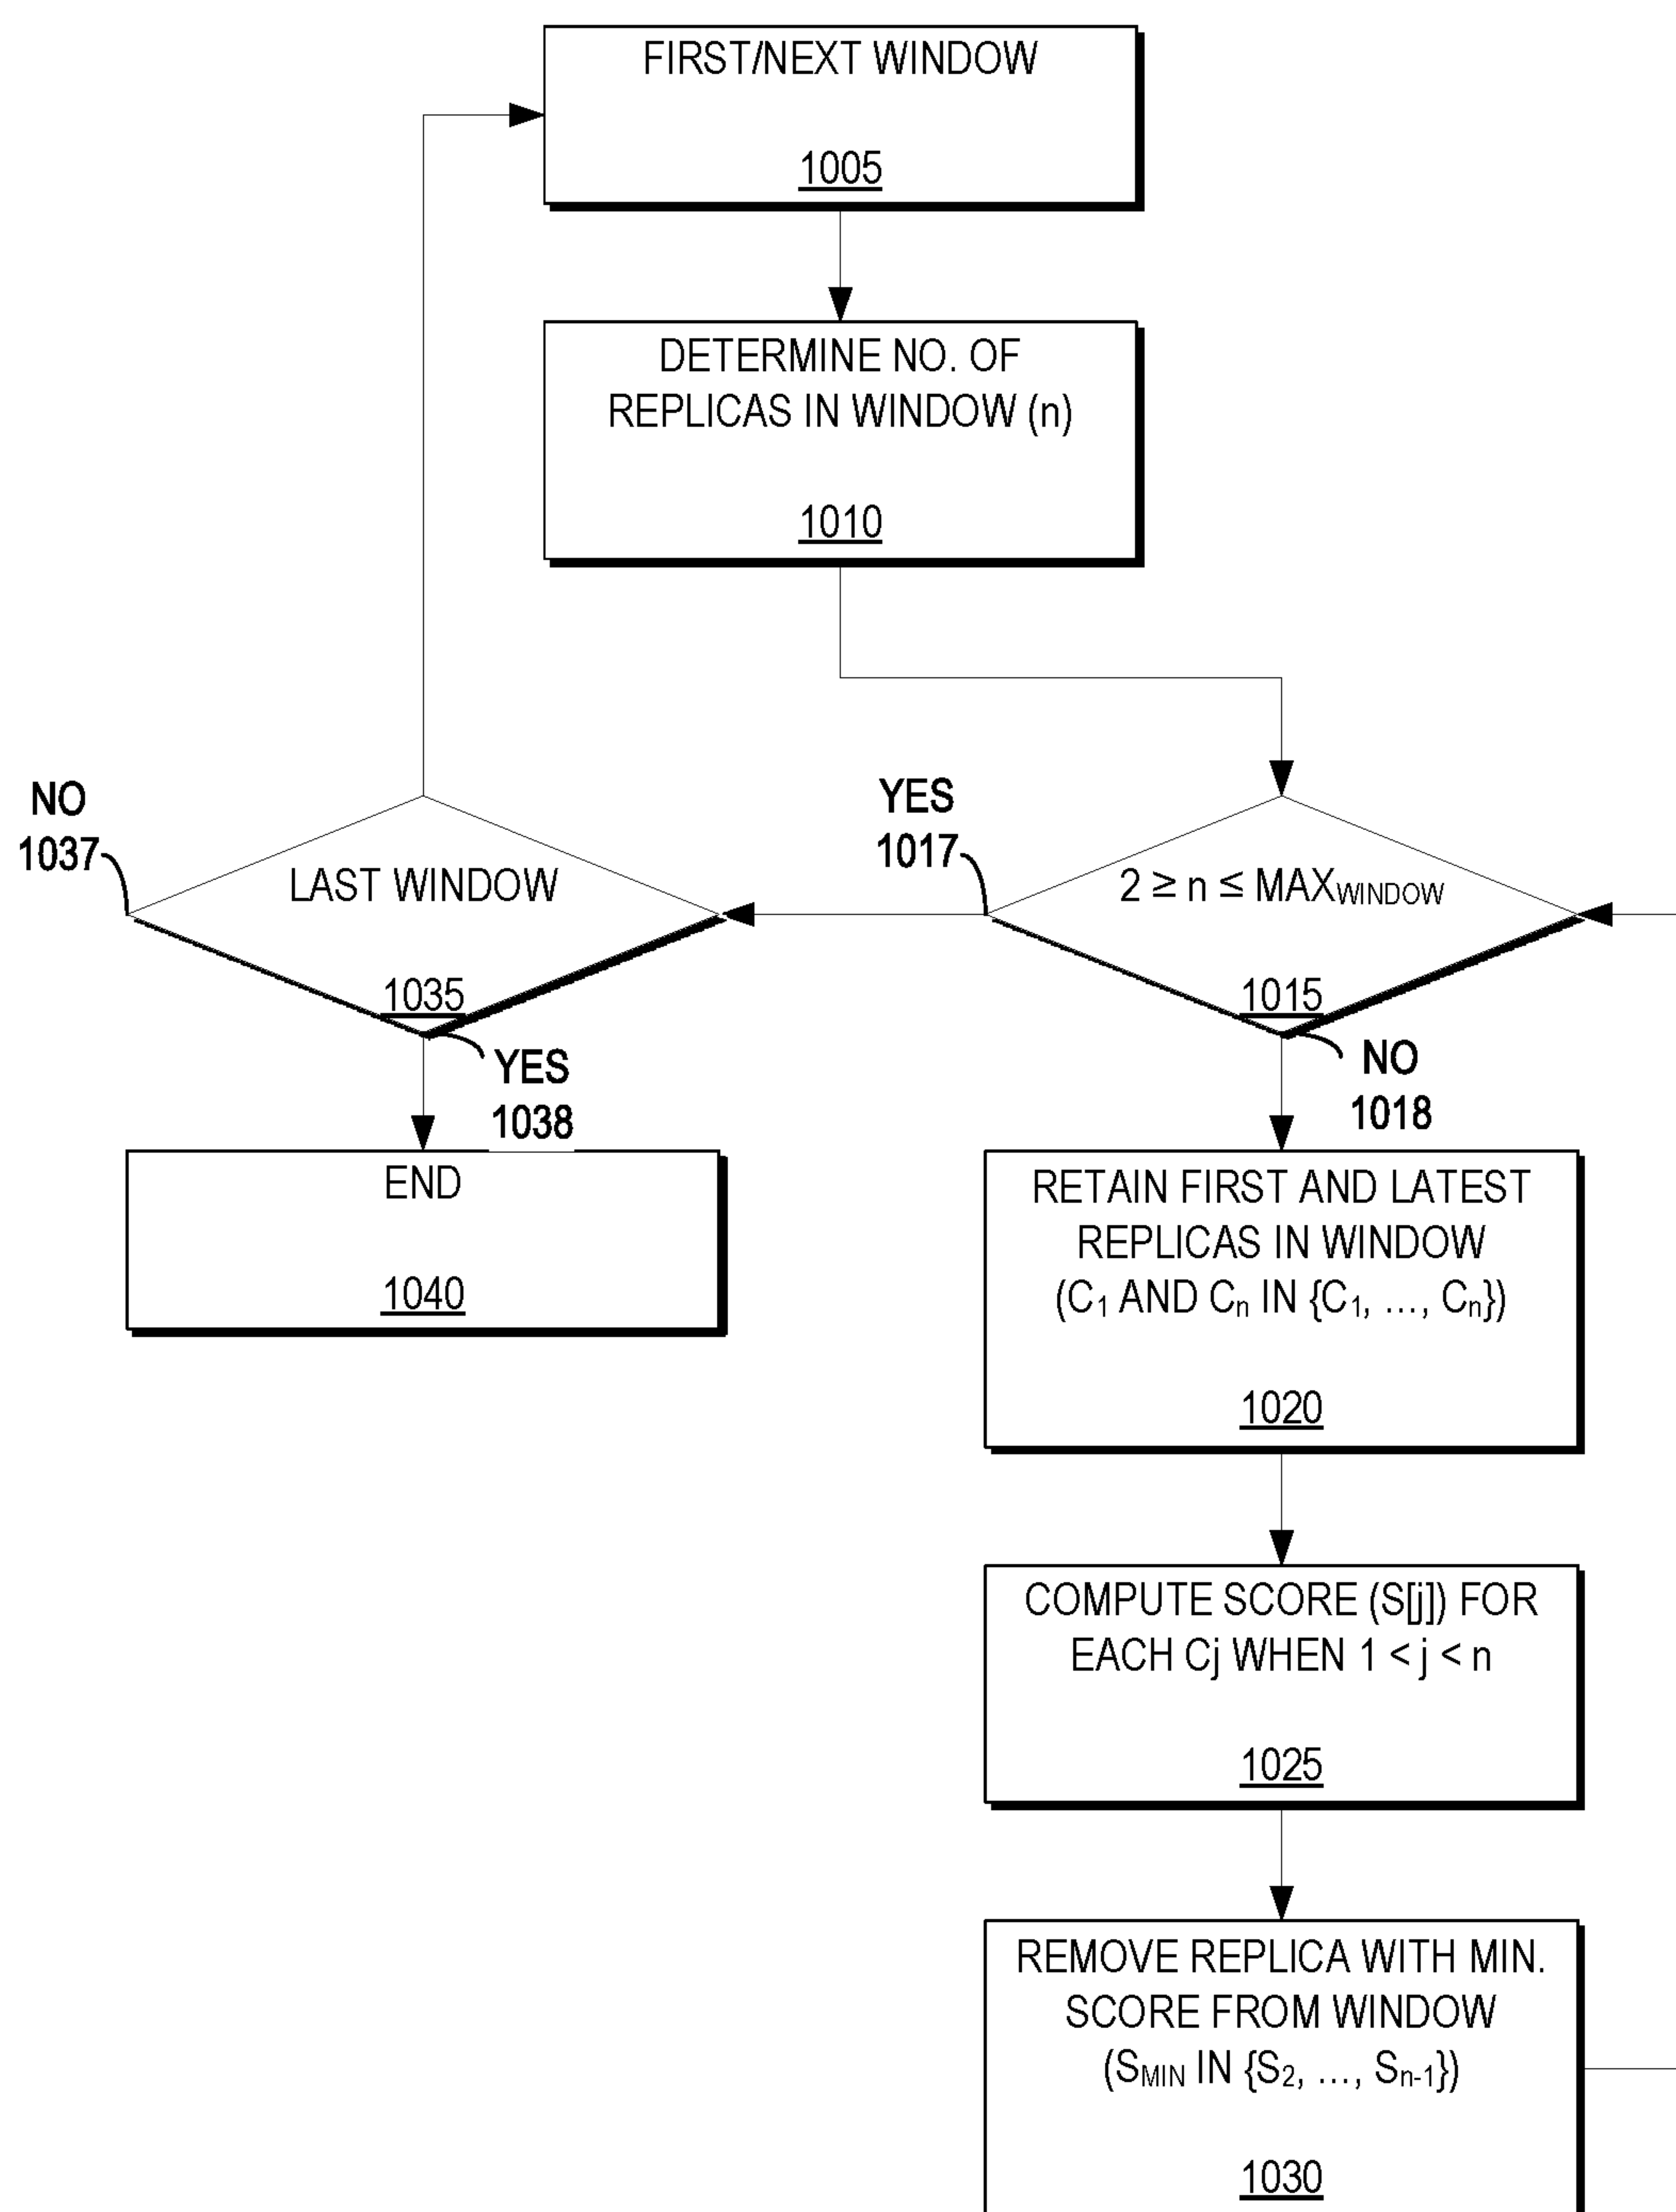 FIRST/NEXT WINDOW
1005
DETERMINE NO. OF
REPLICAS IN WINDOW (n)
1010
NO
1037
LAST WINDOW
1035
YES
1038
YES
1017
2 ≥ n ≤ MAXWINDOW
1015
NO
1018
END
1040
RETAIN FIRST AND LATEST
REPLICAS IN WINDOW
(C1 AND Cn IN {C1, ..., Cn})
1020
COMPUTE SCORE (S[j]) FOR
EACH Cj WHEN 1 < j < n
1025
REMOVE REPLICA WITH MIN.
SCORE FROM WINDOW
(SMIN IN {S2, ..., Sn-1})
1030